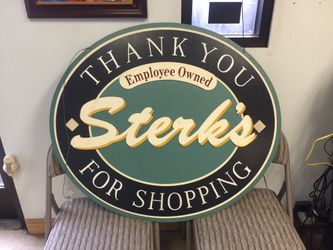 THANK YOU
Employee Owned
Sterk's
FOR SHOPPING